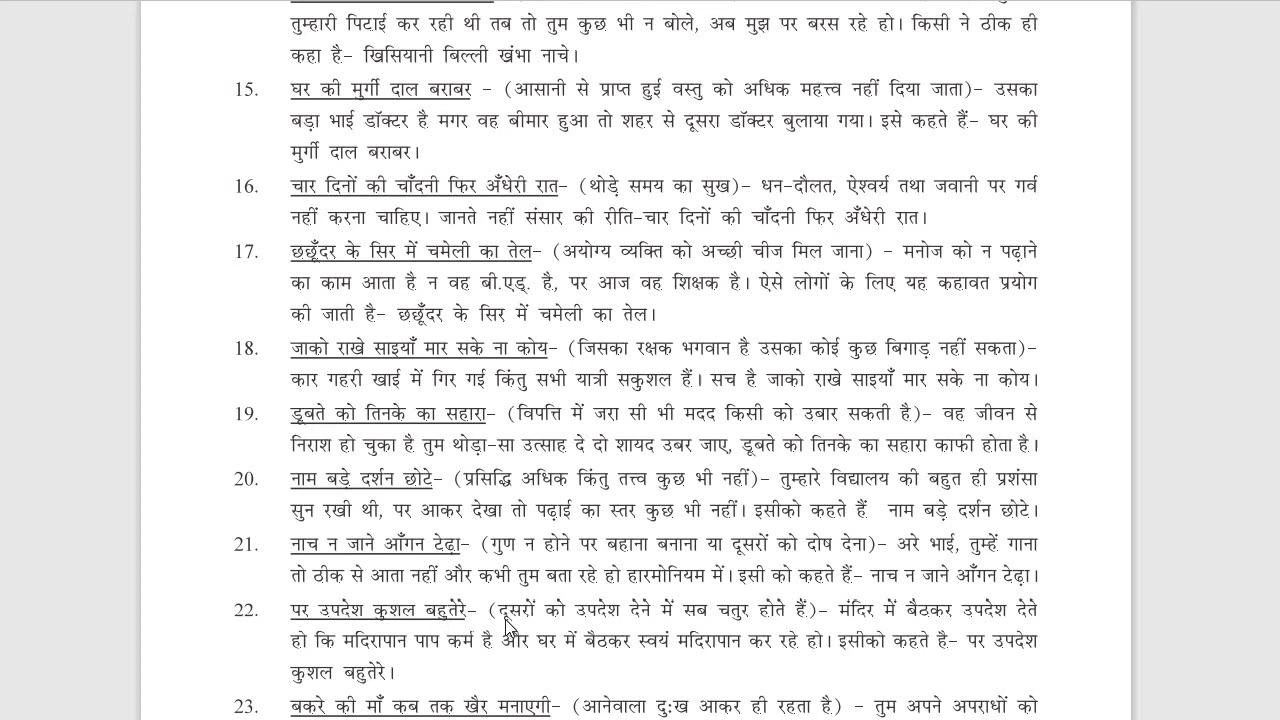 तुम्हारी पिटाई कर रही थी तब तो तुम कुछ भी न बोले, अब मुझ पर बरस रहे हो। किसी ने ठीक ही
कहा है– खिसियानी बिल्ली खंभा नाचे।
15. घर की मुर्गी दाल बराबर – (आसानी से प्राप्त हुई वस्तु को अधिक महत्त्व नहीं दिया जाता)– उसका
बड़ा भाई डॉक्टर है मगर वह बीमार हुआ तो शहर से दूसरा डॉक्टर बुलाया गया। इसे कहते हैं– घर की
मुर्गी दाल बराबर।
16. चार दिनों की चाँदनी फिर अँधेरी रात– (थोड़े समय का सुख)– धन–दौलत, ऐश्वर्य तथा जवानी पर गर्व
नहीं करना चाहिए। जानते नहीं संसार की रीति–चार दिनों की चाँदनी फिर अँधेरी रात।
17. छछूँदर के सिर में चमेली का तेल– (अयोग्य व्यक्ति को अच्छी चीज मिल जाना) – मनोज को न पढ़ाने
का काम आता है न वह बी.एड्. है, पर आज वह शिक्षक है। ऐसे लोगों के लिए यह कहावत प्रयोग
की जाती है– छछूँदर के सिर में चमेली का तेल।
18. जाको राखे साइयाँ मार सके ना कोय– (जिसका रक्षक भगवान है उसका कोई कुछ बिगाड़ नहीं सकता)–
कार गहरी खाई में गिर गई किंतु सभी यात्री सकुशल हैं। सच है जाको राखे साइयाँ मार सके ना कोय।
19. डूबते को तिनके का सहारा– (विपत्ति में जरा सी भी मदद किसी को उबार सकती है)– वह जीवन से
निराश हो चुका है तुम थोड़ा–सा उत्साह दे दो शायद उबर जाए, डूबते को तिनके का सहारा काफी होता है।
20. नाम बड़े दर्शन छोटे– (प्रसिद्धि अधिक किंतु तत्त्व कुछ भी नहीं)– तुम्हारे विद्यालय की बहुत ही प्रशंसा
सुन रखी थी, पर आकर देखा तो पढ़ाई का स्तर कुछ भी नहीं। इसीको कहते हैं नाम बड़े दर्शन छोटे।
21. नाच न जाने आँगन टेढ़ा– (गुण न होने पर बहाना बनाना या दूसरों को दोष देना)– अरे भाई, तुम्हें गाना
तो ठीक से आता नहीं और कभी तुम बता रहे हो हारमोनियम में। इसी को कहते हैं– नाच न जाने आँगन टेढ़ा।
22. पर उपदेश कुशल बहुतेरे– (दूसरों को उपदेश देने में सब चतुर होते हैं)– मंदिर में बैठकर उपदेश देते
हो कि मदिरापान पाप कर्म है और घर में बैठकर स्वयं मदिरापान कर रहे हो। इसीको कहते है– पर उपदेश
कुशल बहुतेरे।
23. बकरे की माँ कब तक खैर मनाएगी– (आनेवाला दुःख आकर ही रहता है) – तुम अपने अपराधों को